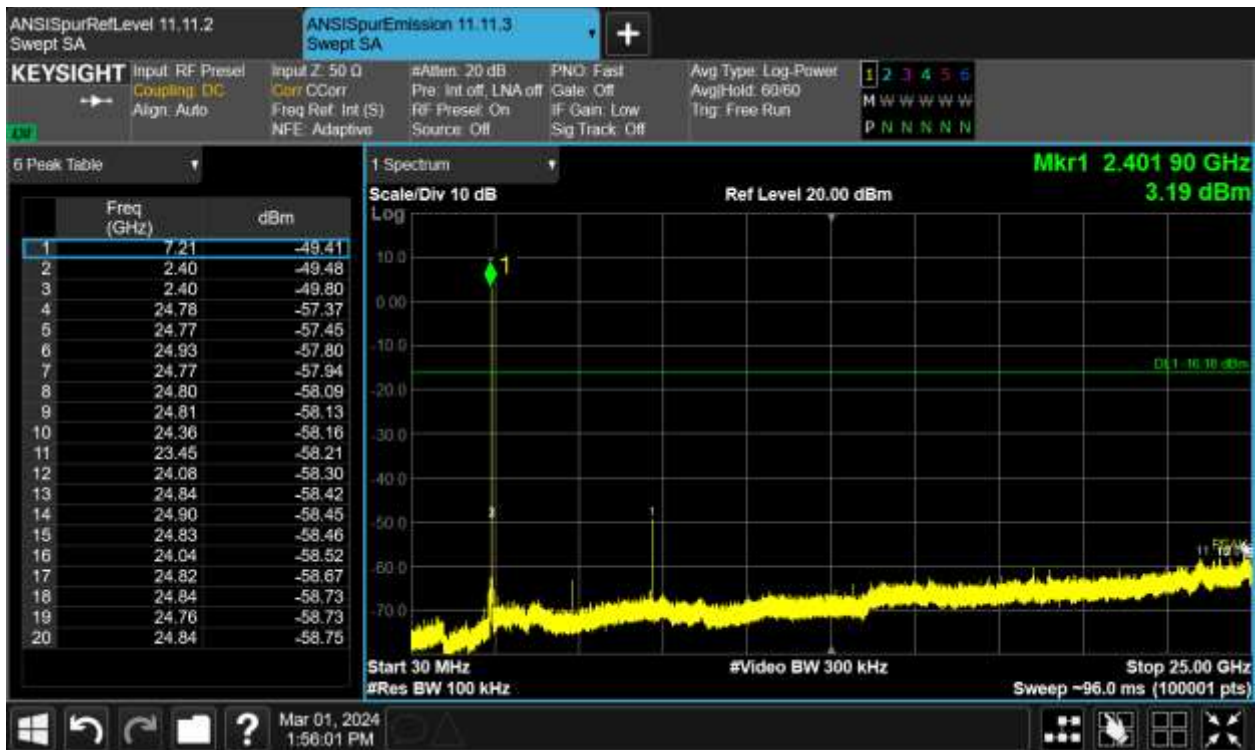 ANSISpurRefLevel 11.11.2
Swept SA
ANSISpurEmission 11.11.3
Swept SA
KEYSIGHT
Input: RF Presel
Coupling: DC
Align: Auto
Input Z: 50 Ω
Corr CCorr
Freq Ref: Int (S)
NFE: Adaptive
#Atten: 20 dB
Pre: Int off, LNA off
RF Presel: On
Source: Off
PNO: Fast
Gate: Off
IF Gain: Low
Sig Track: Off
Avg Type: Log-Power
Avg|Hold: 60/60
Trig: Free Run
1 2 3 4 5 6
M W W W W W
P N N N N N
6 Peak Table
Freq (GHz) dBm
1 7.21 -49.41
2 2.40 -49.48
3 2.40 -49.80
4 24.78 -57.37
5 24.77 -57.45
6 24.93 -57.80
7 24.77 -57.94
8 24.80 -58.09
9 24.81 -58.13
10 24.36 -58.16
11 23.45 -58.21
12 24.08 -58.30
13 24.84 -58.42
14 24.90 -58.45
15 24.83 -58.46
16 24.04 -58.52
17 24.82 -58.67
18 24.84 -58.73
19 24.76 -58.73
20 24.84 -58.75
1 Spectrum
Mkr1 2.401 90 GHz
3.19 dBm
Scale/Div 10 dB
Ref Level 20.00 dBm
Log
10.0
0.00
-10.0
-20.0
-30.0
-40.0
-50.0
-60.0
-70.0
1
DL1 -16.18 dBm
1
Start 30 MHz
#Video BW 300 kHz
Stop 25.00 GHz
#Res BW 100 kHz
Sweep ~96.0 ms (100001 pts)
?
Mar 01, 2024
1:56:01 PM